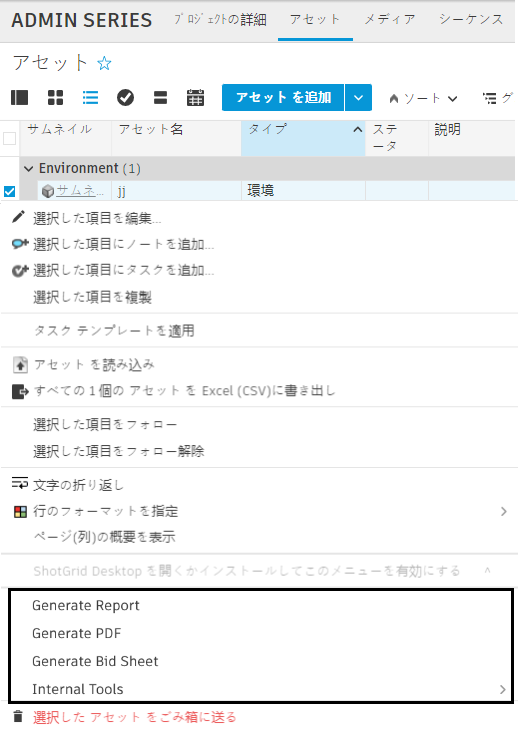 ADMIN SERIES プロジェクトの詳細 アセット メディア シーケンス
アセット ☆
アセット を追加 ソート グ
サムネイル アセット名 タイプ ステータ 説明
Environment (1)
サムネ... jj 環境
選択した項目を編集...
選択した項目にノートを追加...
選択した項目にタスクを追加...
選択した項目を複製
タスク テンプレートを適用
アセット を読み込み
すべての 1 個の アセット を Excel (CSV)に書き出し
選択した項目をフォロー
選択した項目をフォロー解除
文字の折り返し
行のフォーマットを指定
ページ(列)の概要を表示
ShotGrid Desktop を開くかインストールしてこのメニューを有効にする
Generate Report
Generate PDF
Generate Bid Sheet
Internal Tools
選択した アセット をごみ箱に送る